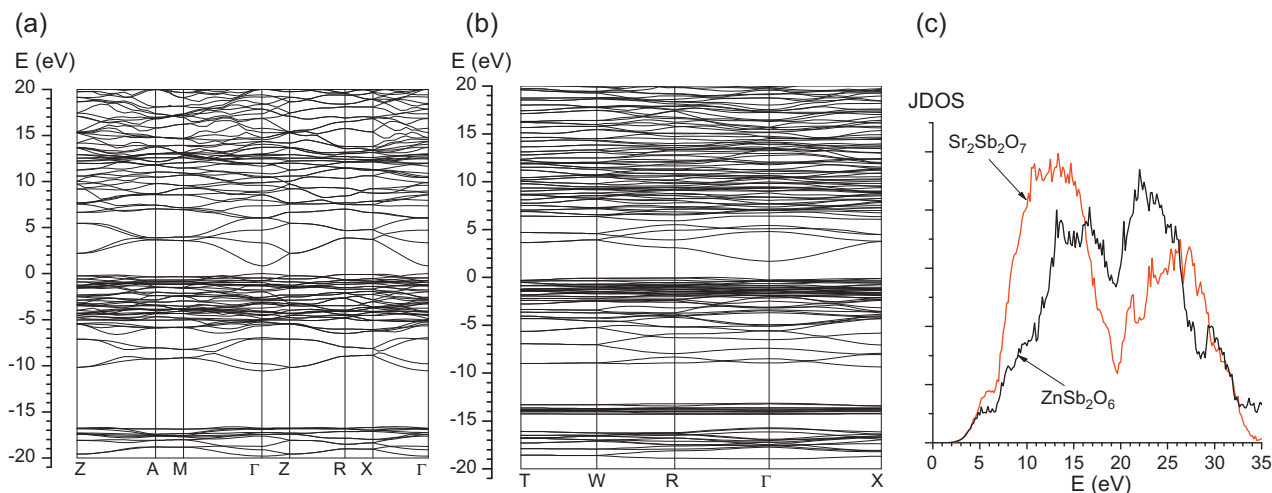 (a)
E (eV)
20
15
10
5
0
-5
-10
-15
-20
Z A M Γ Z R X Γ
(b)
E (eV)
20
15
10
5
0
-5
-10
-15
-20
T W R Γ X
(c)
JDOS
Sr₂Sb₂O₇
ZnSb₂O₆
0 5 10 15 20 25 30 35
E (eV)